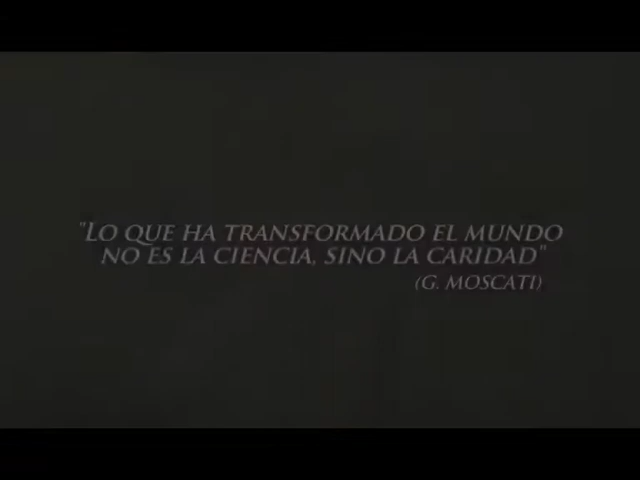 "LO QUE HA TRANSFORMADO EL MUNDO
NO ES LA CIENCIA, SINO LA CARIDAD"
(G. MOSCATI)